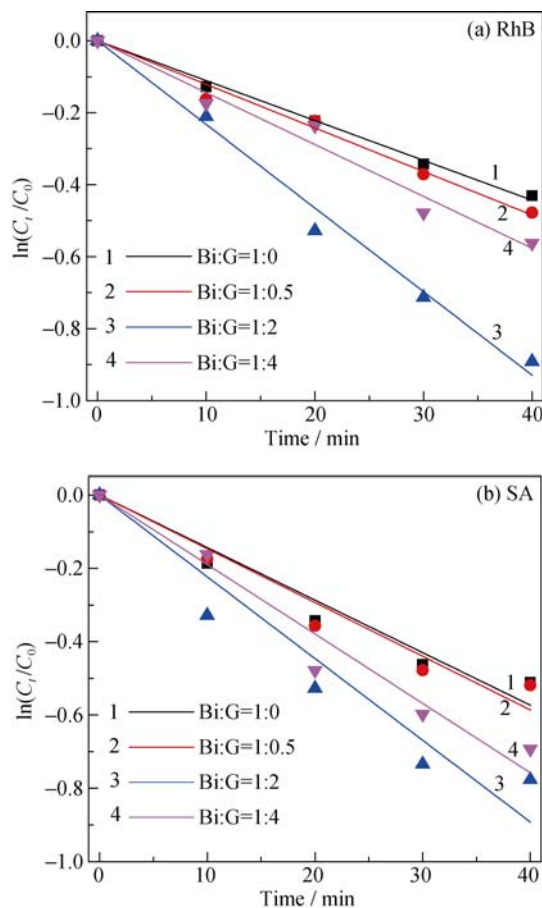 (a) RhB
0.0
−0.2
−0.4
−0.6
−0.8
−1.0
ln(Cₜ/C₀)
1
2
4
3
1 Bi:G=1:0
2 Bi:G=1:0.5
3 Bi:G=1:2
4 Bi:G=1:4
0 10 20 30 40
Time / min
(b) SA
0.0
−0.2
−0.4
−0.6
−0.8
−1.0
ln(Cₜ/C₀)
1
2
4
3
1 Bi:G=1:0
2 Bi:G=1:0.5
3 Bi:G=1:2
4 Bi:G=1:4
0 10 20 30 40
Time / min